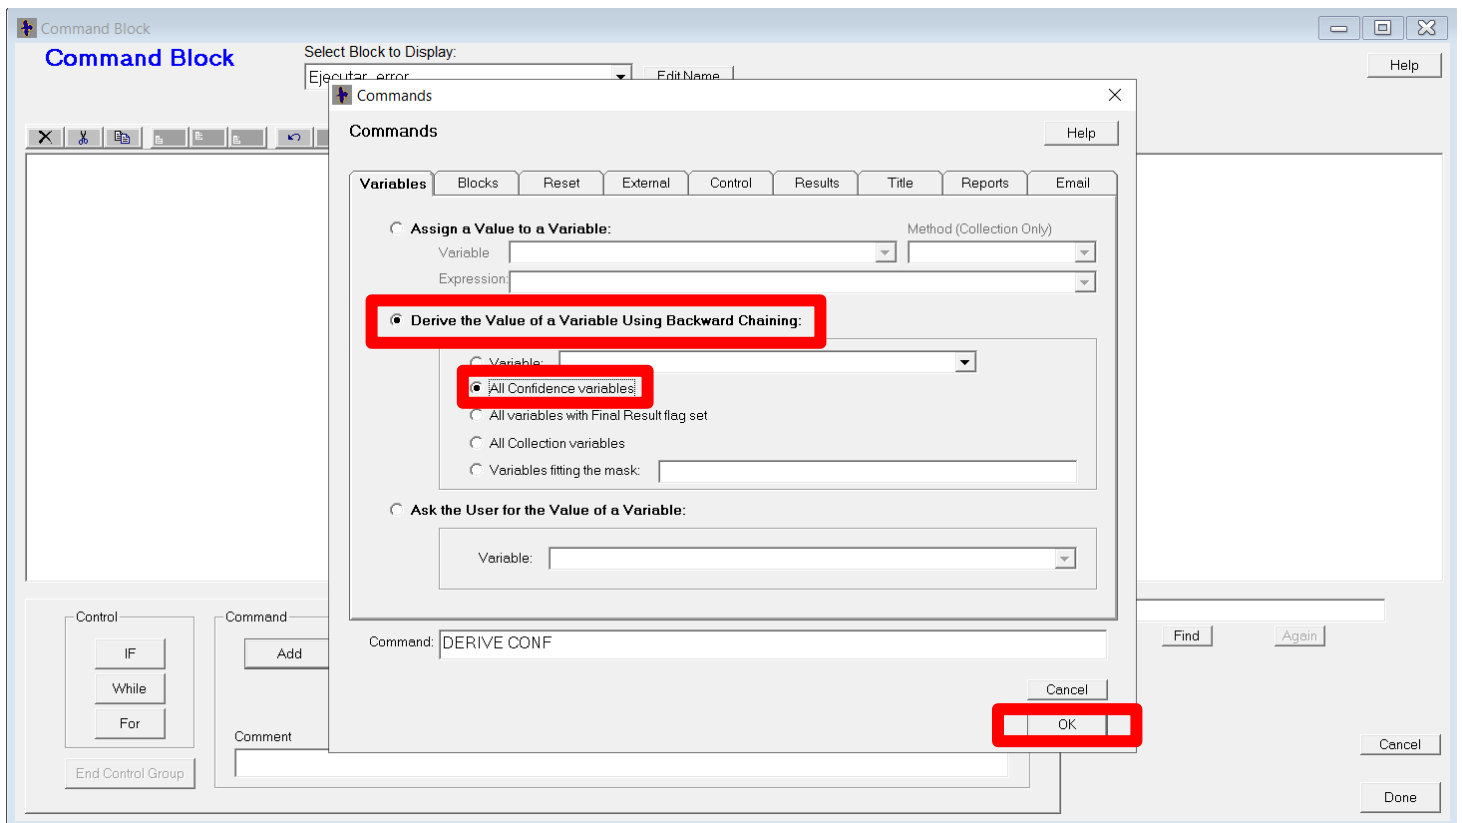 Command Block
Command Block
Select Block to Display:
Help
Ejecutar_error
Edit Name
Commands
Commands
Help
Variables Blocks Reset External Control Results Title Reports Email
Assign a Value to a Variable:
Method (Collection Only)
Variable
Expression:
Derive the Value of a Variable Using Backward Chaining:
Variable:
All Confidence variables
All variables with Final Result flag set
All Collection variables
Variables fitting the mask:
Ask the User for the Value of a Variable:
Variable:
Control
Command
Command: DERIVE CONF
Find
Again
IF
Add
While
Cancel
For
OK
Comment
Cancel
End Control Group
Done